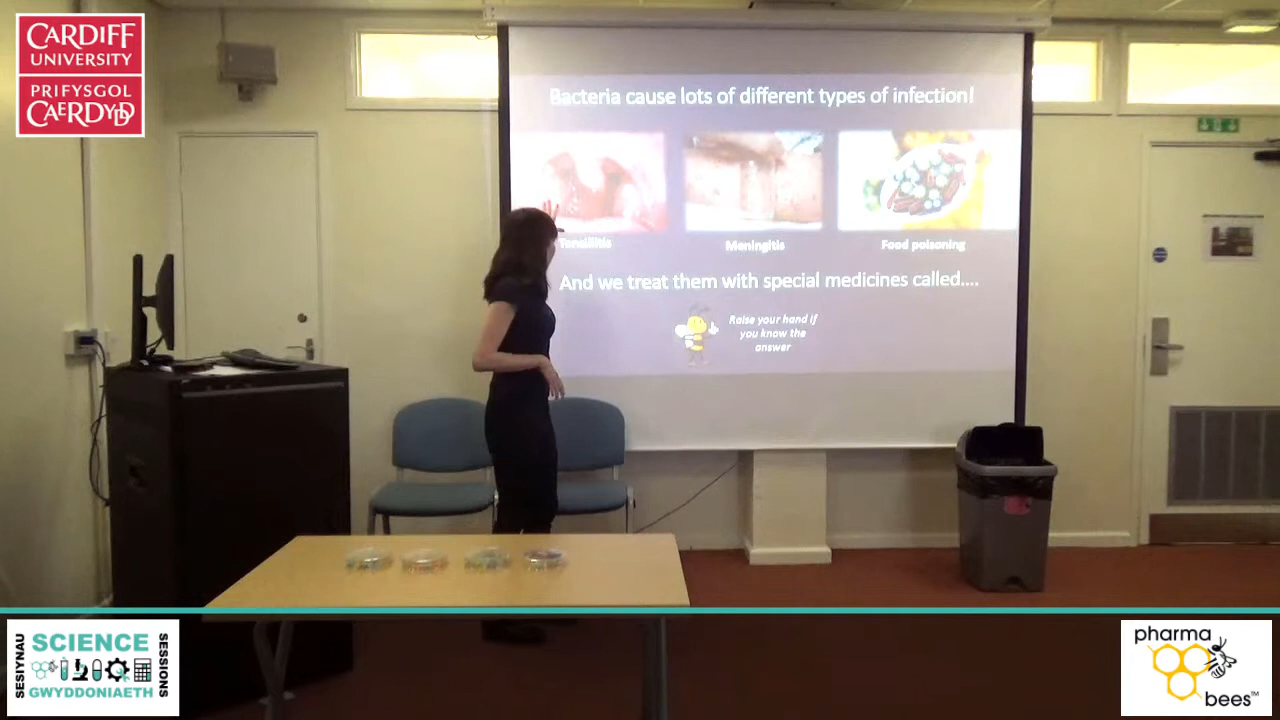 CARDIFF
UNIVERSITY
PRIFYSGOL
CAERDYDD
Bacteria cause lots of different types of infection!
Tonsillitis
Meningitis
Food poisoning
And we treat them with special medicines called....
Raise your hand if
you know the
answer
SESIYNAU
SCIENCE
GWYDDONIAETH
SESSIONS
pharma
bees™